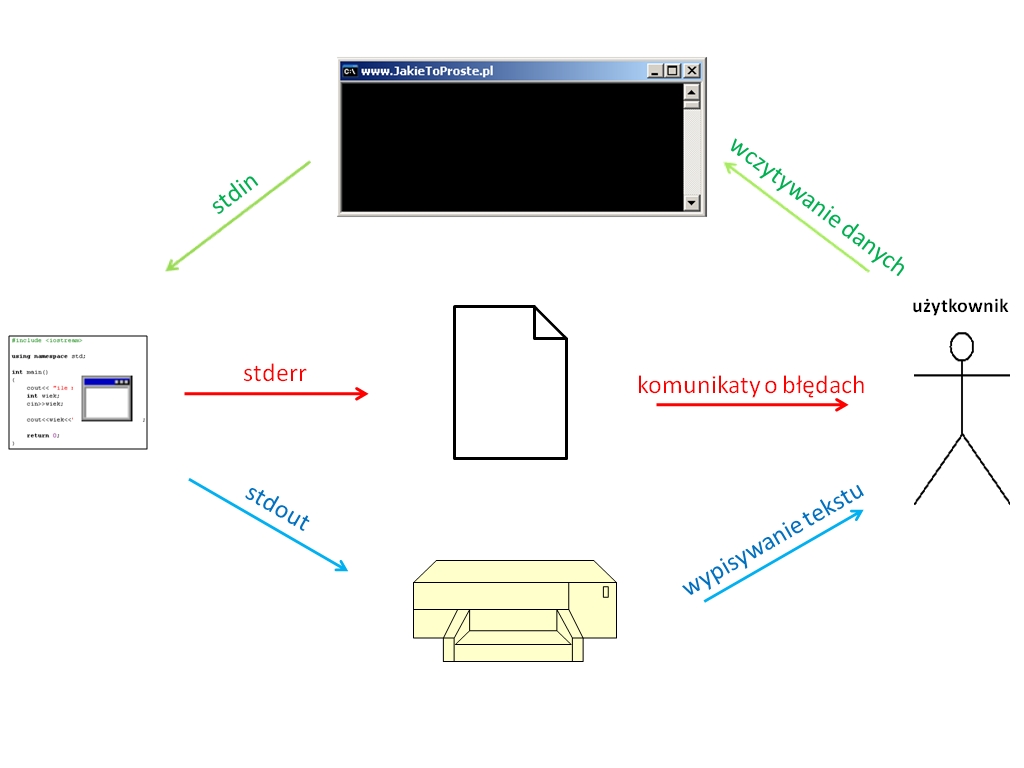 www.JakieToProste.pl
stdin
wczytywanie danych
użytkownik
#include <iostream>
using namespace std;
int main()
{
cout<< "ile
int wiek;
cin>>wiek;
cout<<wiek<<' ;
return 0;
}
stderr
komunikaty o błędach
stdout
wypisywanie tekstu